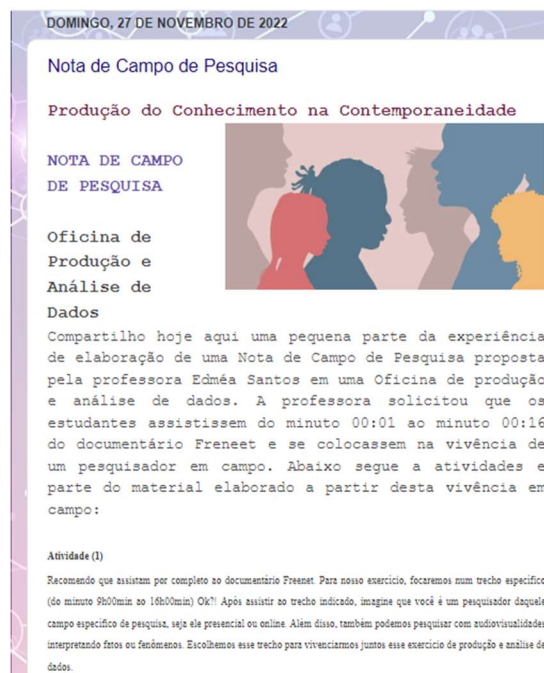 DOMINGO, 27 DE NOVEMBRO DE 2022
Nota de Campo de Pesquisa
Produção do Conhecimento na Contemporaneidade
NOTA DE CAMPO
DE PESQUISA
Oficina de
Produção e
Análise de
Dados
Compartilho hoje aqui uma pequena parte da experiência
de elaboração de uma Nota de Campo de Pesquisa proposta
pela professora Edméa Santos em uma Oficina de produção
e análise de dados. A professora solicitou que os
estudantes assistissem do minuto 00:01 ao minuto 00:16
do documentário Freneet e se colocassem na vivência de
um pesquisador em campo. Abaixo segue a atividades e
parte do material elaborado a partir desta vivência em
campo:
Atividade (1)
Recomendo que assistam por completo ao documentário Freenet. Para nosso exercício, focaremos num trecho especifico
(do minuto 9h00min ao 16h00min) Ok?! Após assistir ao trecho indicado, imagine que você é um pesquisador daquele
campo especifico de pesquisa, seja ele presencial ou online. Além disso, também podemos pesquisar com audiovisualidades
interpretando fatos ou fenômenos. Escolhemos esse trecho para vivenciarmos juntos esse exercício de produção e análise de
dados.